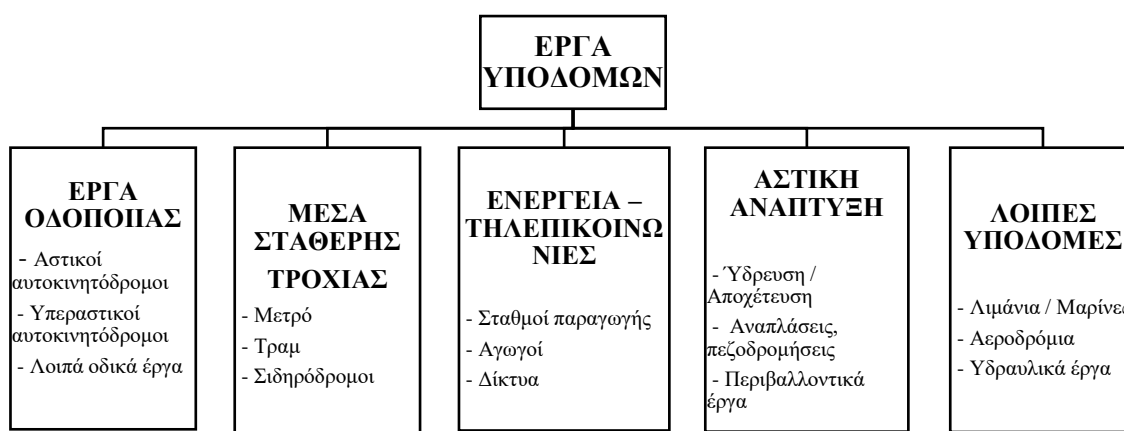 ΕΡΓΑ
ΥΠΟΔΟΜΩΝ
ΕΡΓΑ
ΟΔΟΠΟΙΙΑΣ
- Αστικοί
αυτοκινητόδρομοι
- Υπεραστικοί
αυτοκινητόδρομοι
- Λοιπά οδικά έργα
ΜΕΣΑ
ΣΤΑΘΕΡΗΣ
ΤΡΟΧΙΑΣ
- Μετρό
- Τραμ
- Σιδηρόδρομοι
ΕΝΕΡΓΕΙΑ –
ΤΗΛΕΠΙΚΟΙΝΩ
ΝΙΕΣ
- Σταθμοί παραγωγής
- Αγωγοί
- Δίκτυα
ΑΣΤΙΚΗ
ΑΝΑΠΤΥΞΗ
- Ύδρευση /
Αποχέτευση
- Αναπλάσεις,
πεζοδρομήσεις
- Περιβαλλοντικά
έργα
ΛΟΙΠΕΣ
ΥΠΟΔΟΜΕΣ
- Λιμάνια / Μαρίνες
- Αεροδρόμια
- Υδραυλικά έργα